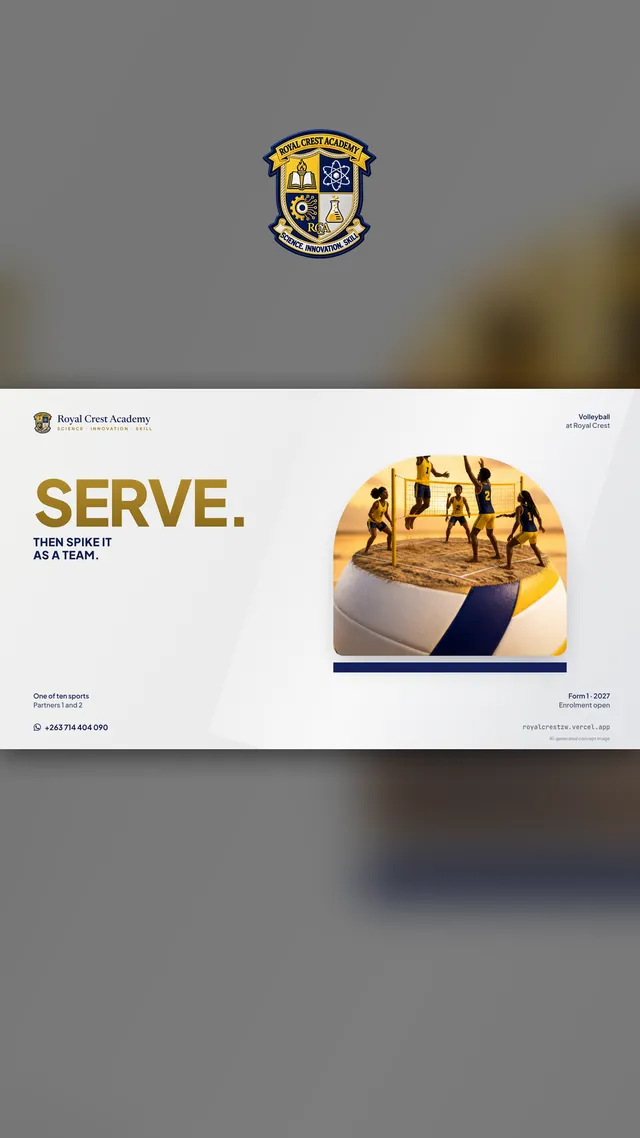 ROYAL CREST ACADEMY
RCA
SCIENCE. INNOVATION. SKILL
Royal Crest Academy
SCIENCE · INNOVATION · SKILL
Volleyball
at Royal Crest
SERVE.
THEN SPIKE IT
AS A TEAM.
2
One of ten sports
Partners 1 and 2
+263 714 404 090
Form 1 · 2027
Enrolment open
royalcrestzw.vercel.app
AI-generated concept image